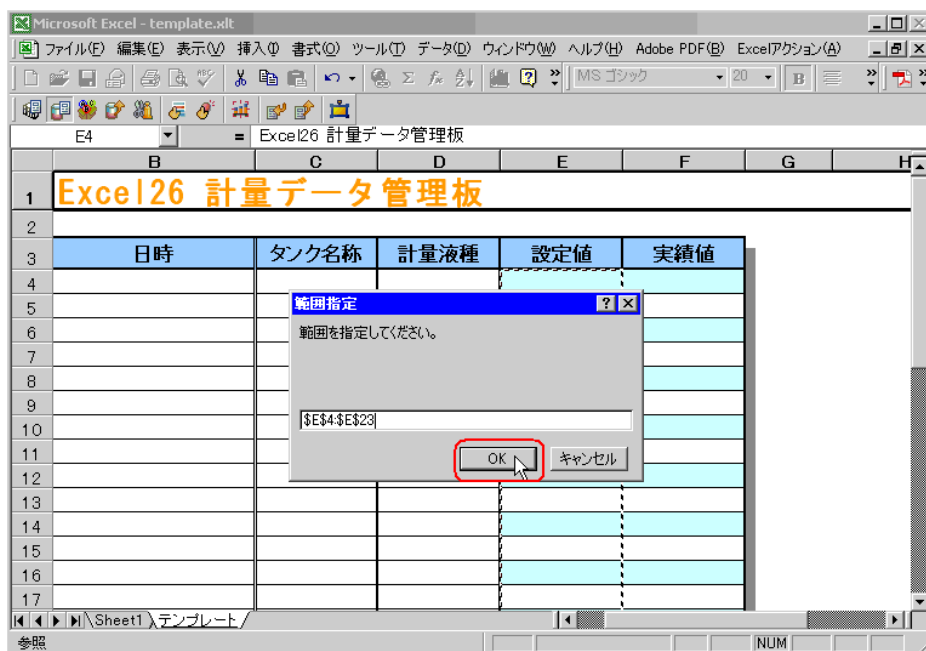 Microsoft Excel - template.xlt
ファイル(F) 編集(E) 表示(V) 挿入(I) 書式(O) ツール(T) データ(D) ウィンドウ(W) ヘルプ(H) Adobe PDF(B) Excelアクション(A)
MS ゴシック 20 B
E4 = Excel26 計量データ管理板
B C D E F G H
1 Excel26 計量データ管理板
2
3 日時 タンク名称 計量液種 設定値 実績値
4
範囲指定
5
範囲を指定してください。
6
7
8
9
$E$4:$E$23
10
11
OK キャンセル
12
13
14
15
16
17
Sheet1 テンプレート
参照 NUM